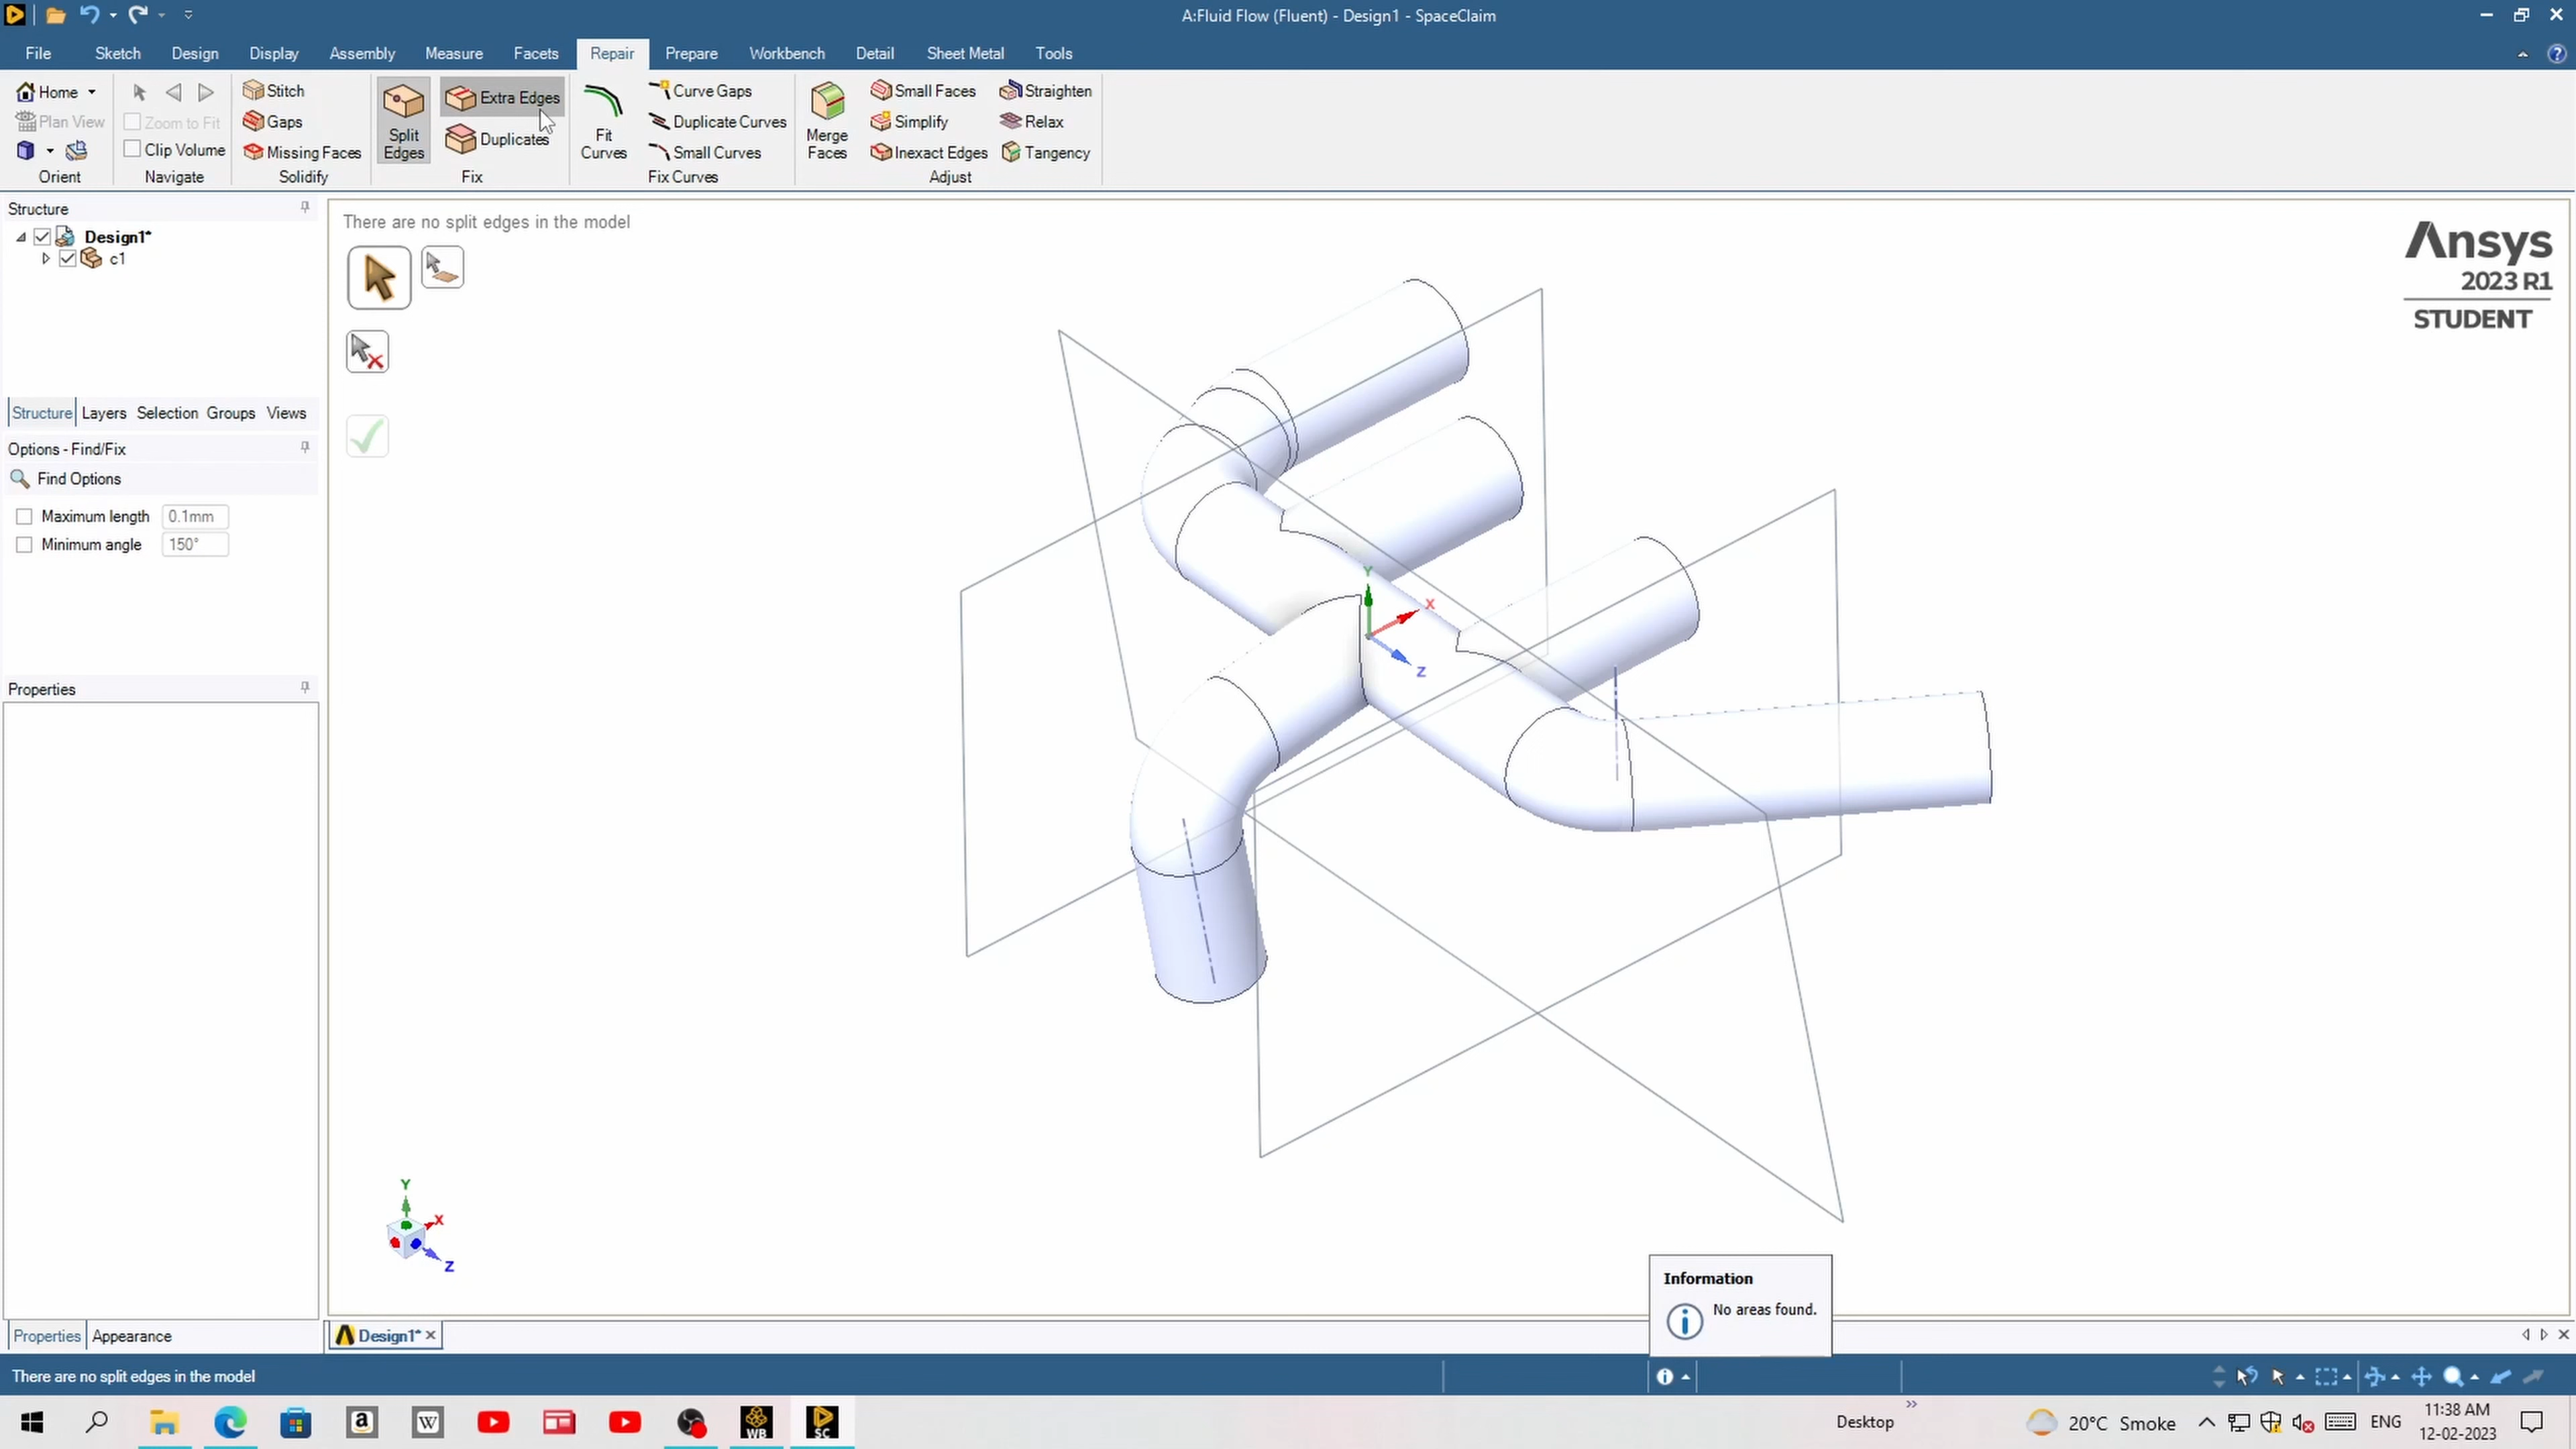 A:Fluid Flow (Fluent) - Design1 - SpaceClaim
File Sketch Design Display Assembly Measure Facets Repair Prepare Workbench Detail Sheet Metal Tools
Home Stitch Extra Edges Curve Gaps Small Faces Straighten
Plan View Zoom to Fit Gaps Duplicate Curves Simplify Relax
Split Edges Duplicates Fit Curves Merge Faces
Clip Volume Missing Faces Small Curves Inexact Edges Tangency
Orient Navigate Solidify Fix Fix Curves Adjust
Structure
There are no split edges in the model
Design1*
c1
Ansys
2023 R1
STUDENT
Structure Layers Selection Groups Views
Options - Find/Fix
Find Options
Maximum length 0.1mm
Minimum angle 150°
Y
X
Z
Properties
Y
X
Z
Information
No areas found.
Properties Appearance Design1*
There are no split edges in the model
a W WB SC Desktop 20°C Smoke ENG 11:38 AM
12-02-2023